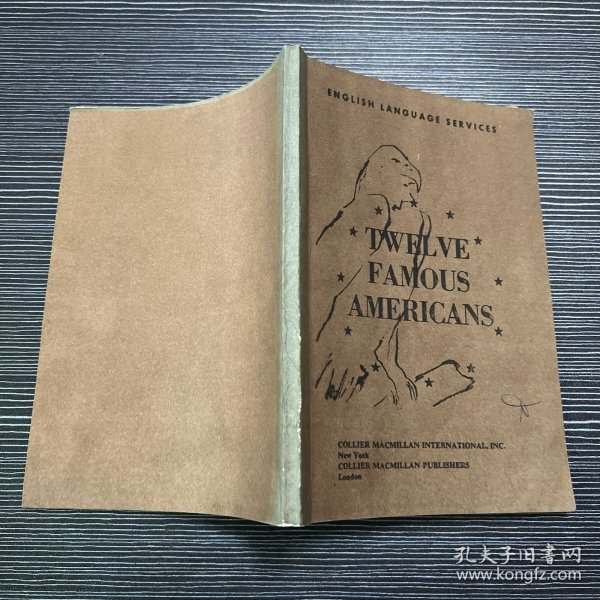 ENGLISH LANGUAGE SERVICES
TWELVE
FAMOUS
AMERICANS
COLLIER MACMILLAN INTERNATIONAL, INC.
New York
COLLIER MACMILLAN PUBLISHERS
London
孔夫子旧书网
www.kongfz.com